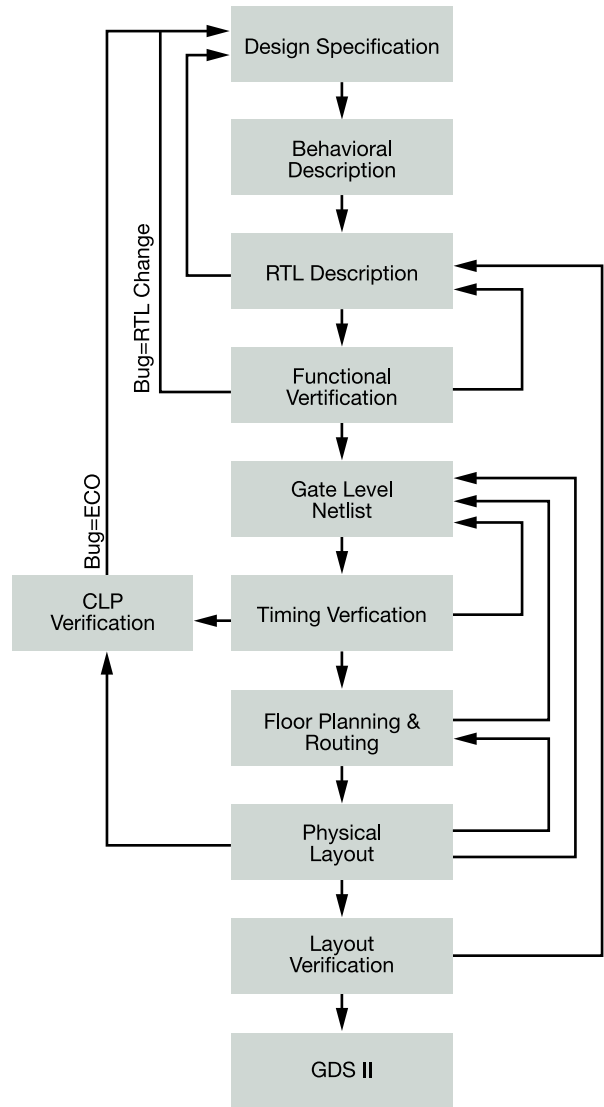 Design Specification
Behavioral
Description
RTL Description
Bug=RTL Change
Functional
Vertification
Gate Level
Netlist
Bug=ECO
CLP
Verification
Timing Verfication
Floor Planning &
Routing
Physical
Layout
Layout
Verification
GDS II